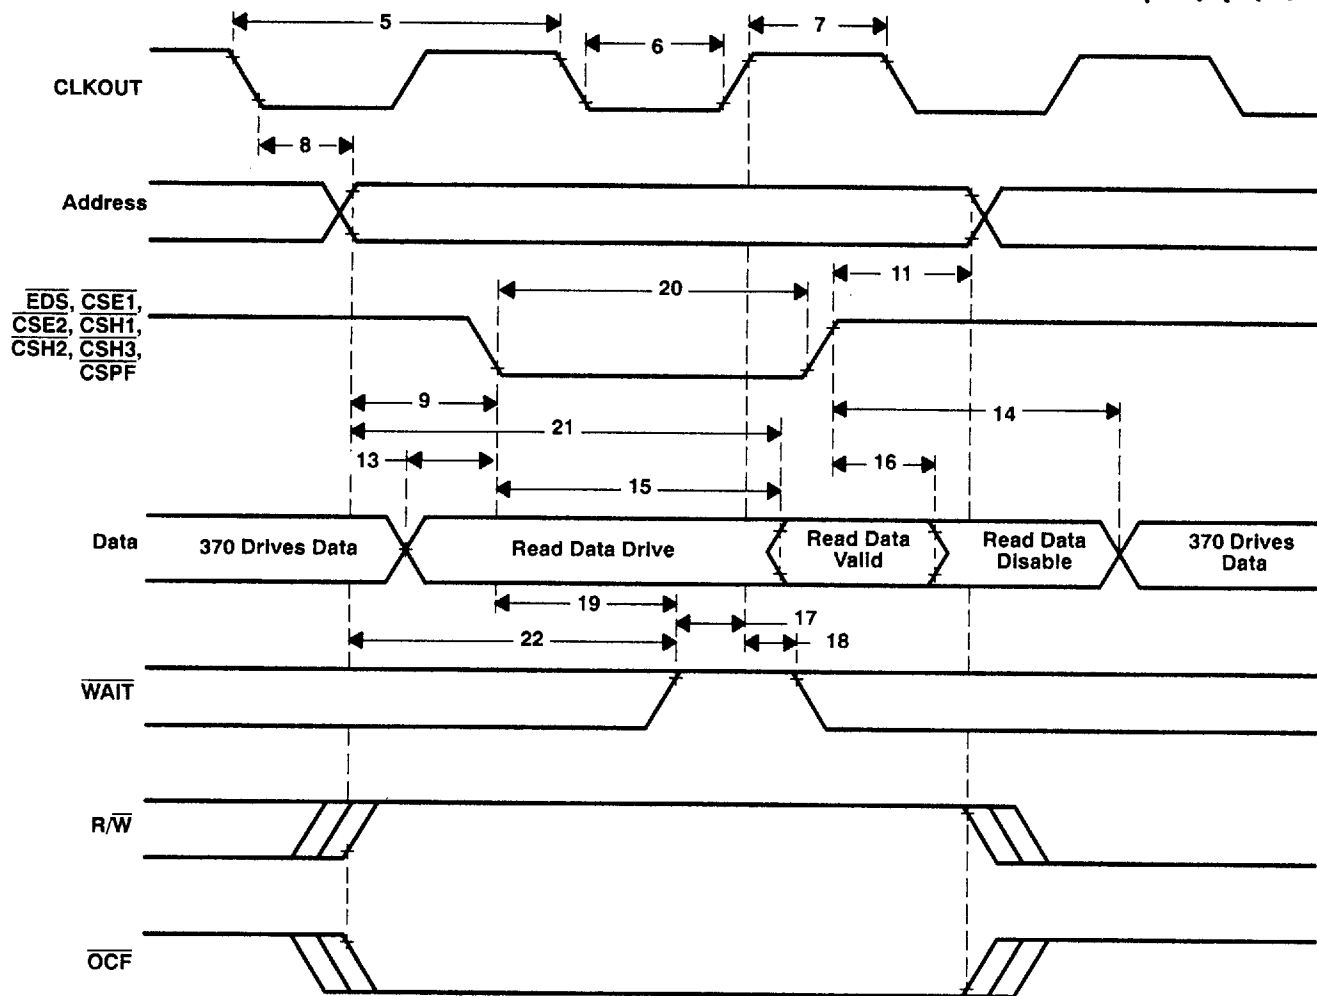 5
6
7
CLKOUT
8
Address
11
20
EDS, CSE1,
CSE2, CSH1,
CSH2, CSH3,
CSPF
9
14
21
13
16
15
Data
370 Drives Data
Read Data Drive
Read Data
Valid
Read Data
Disable
370 Drives
Data
19
17
22
18
WAIT
R/W
OCF